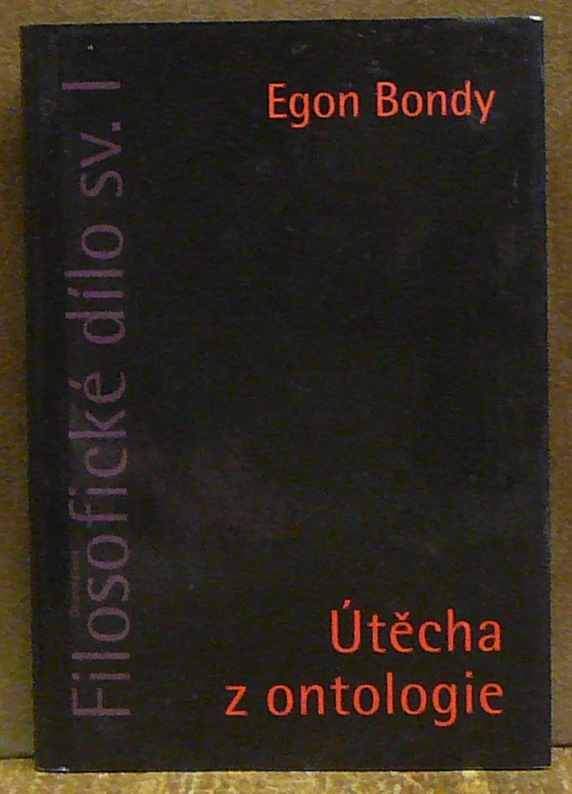 Egon Bondy
Filosofické dílo sv. I
Útěcha
z ontologie